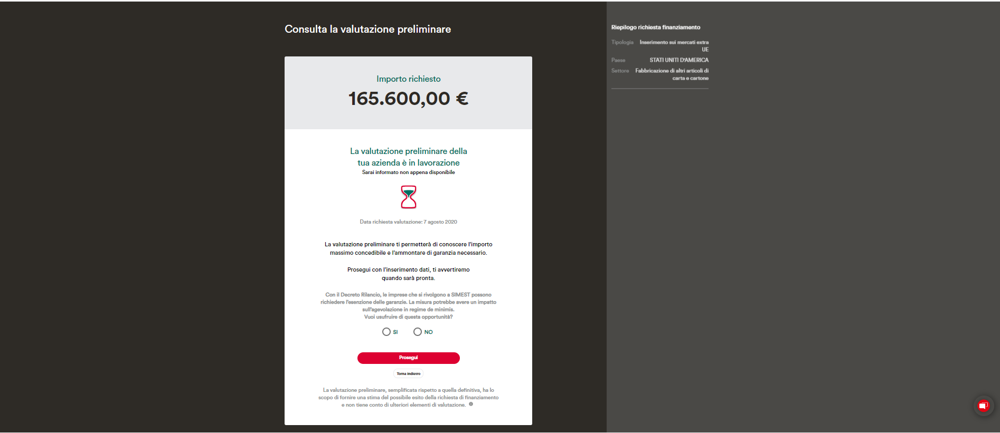 Consulta la valutazione preliminare
Importo richiesto
165.600,00 €
La valutazione preliminare della
tua azienda è in lavorazione
Sarai informato non appena disponibile
Data richiesta valutazione: 7 agosto 2020
La valutazione preliminare ti permetterà di conoscere l'importo
massimo concedibile e l'ammontare di garanzia necessario.
Prosegui con l'inserimento dati, ti avvertiremo
quando sarà pronta.
Con il Decreto Rilancio, le imprese che si rivolgono a SIMEST possono
richiedere l'esenzione delle garanzie. La misura potrebbe avere un impatto
sull'agevolazione in regime de minimis.
Vuoi usufruire di questa opportunità?
SI NO
Prosegui
Torna indietro
La valutazione preliminare, semplificata rispetto a quella definitiva, ha lo
scopo di fornire una stima del possibile esito della richiesta di finanziamento
e non tiene conto di ulteriori elementi di valutazione.
Riepilogo richiesta finanziamento
Tipologia Inserimento sui mercati extra
UE
Paese STATI UNITI D'AMERICA
Settore Fabbricazione di altri articoli di
carta e cartone